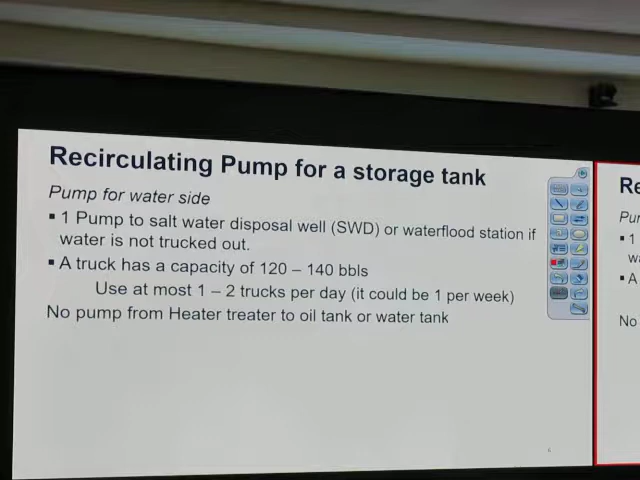 Recirculating Pump for a storage tank
Pump for water side
▪ 1 Pump to salt water disposal well (SWD) or waterflood station if
water is not trucked out.
▪ A truck has a capacity of 120 – 140 bbls
Use at most 1 – 2 trucks per day (it could be 1 per week)
No pump from Heater treater to oil tank or water tank
6
Re
Pur
▪ 1
wa
▪ A
No